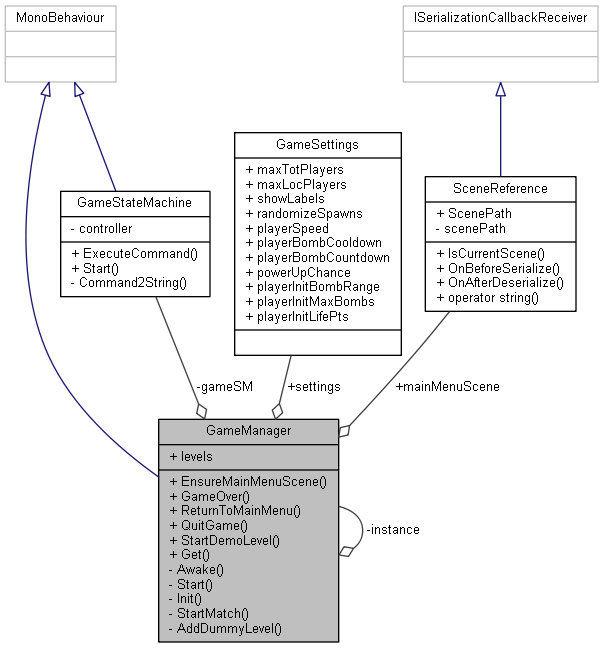 MonoBehaviour
ISerializationCallbackReceiver
GameStateMachine
- controller
+ ExecuteCommand()
+ Start()
- Command2String()
GameSettings
+ maxTotPlayers
+ maxLocPlayers
+ showLabels
+ randomizeSpawns
+ playerSpeed
+ playerBombCooldown
+ playerBombCountdown
+ powerUpChance
+ playerInitBombRange
+ playerInitMaxBombs
+ playerInitLifePts
SceneReference
+ ScenePath
- scenePath
+ IsCurrentScene()
+ OnBeforeSerialize()
+ OnAfterDeserialize()
+ operator string()
-gameSM
+settings
+mainMenuScene
GameManager
+ levels
+ EnsureMainMenuScene()
+ GameOver()
+ ReturnToMainMenu()
+ QuitGame()
+ StartDemoLevel()
+ Get()
- Awake()
- Start()
- Init()
- StartMatch()
- AddDummyLevel()
-instance